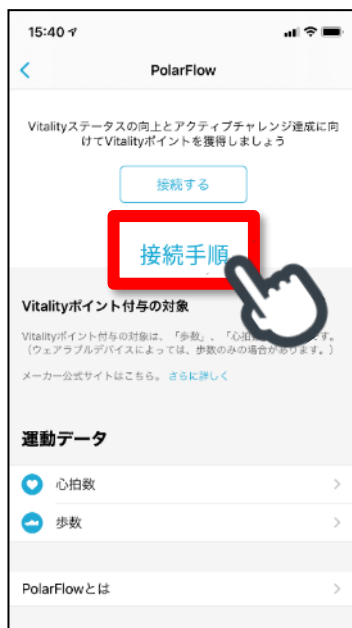 15:40
PolarFlow
Vitalityステータスの向上とアクティブチャレンジ達成に向
けてVitalityポイントを獲得しましょう
接続する
接続手順
Vitalityポイント付与の対象
Vitalityポイント付与の対象は、「歩数」、「心拍 す。
（ウェアラブルデバイスによっては、歩数のみの場合があります。）
メーカー公式サイトはこちら。さらに詳しく
運動データ
心拍数
歩数
PolarFlowとは